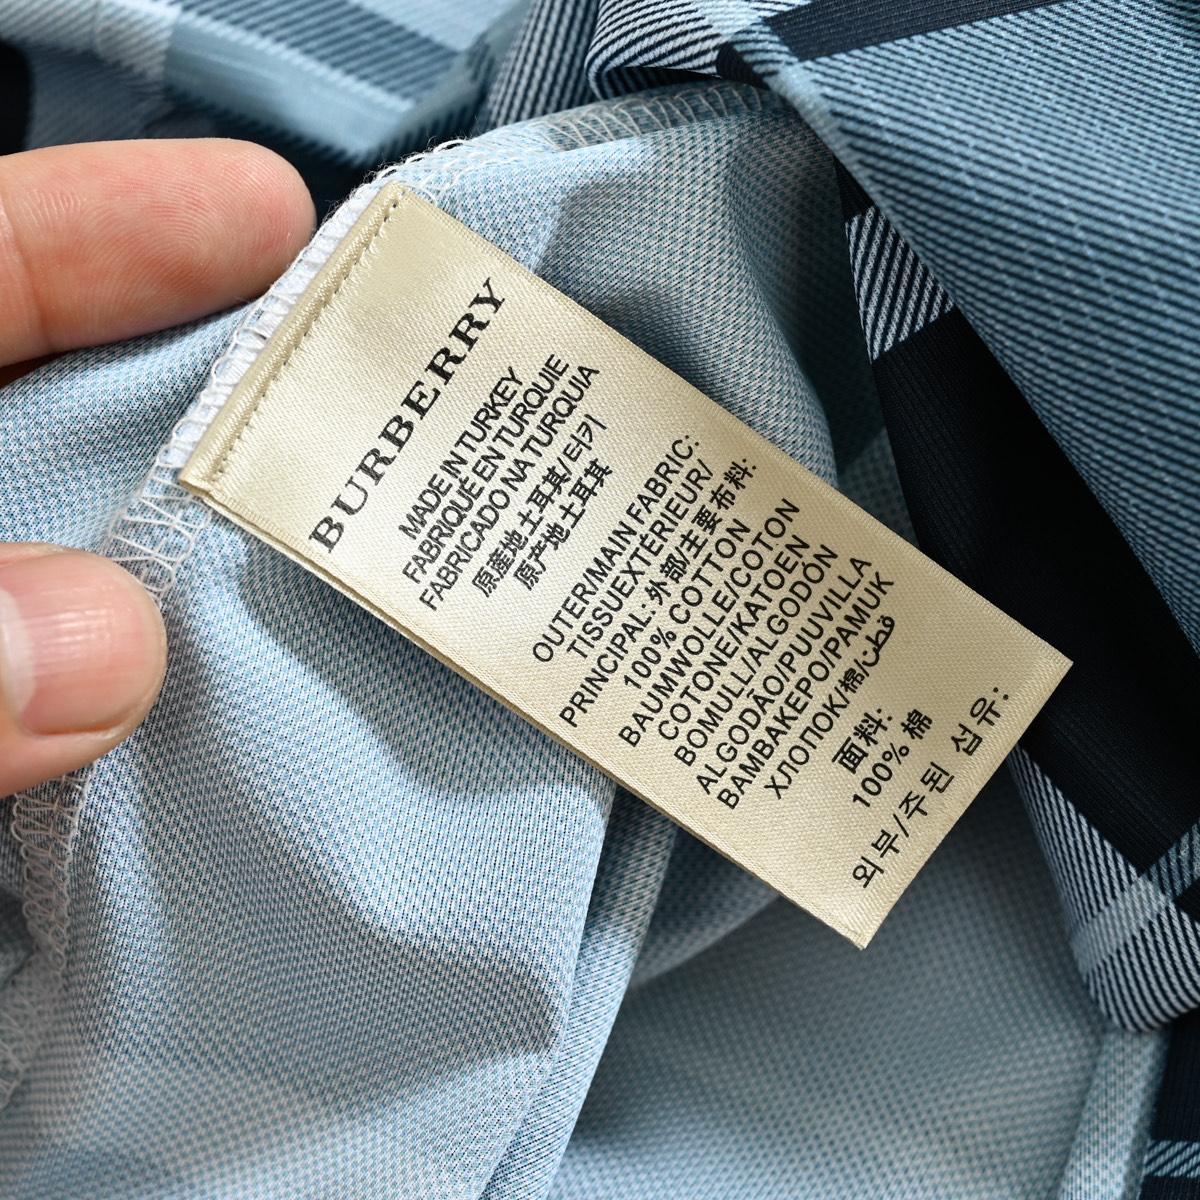 BURBERRY
MADE IN TURKEY
FABRIQUÉ EN TURQUIE
FABRICADO NA TURQUIA
原產地土耳其/터키
原产地土耳其
OUTER/MAIN FABRIC:
TISSUEXTÉRIEUR/
PRINCIPAL: 外部/主要布料:
100% COTTON
BAUMWOLLE/COTON
COTONE/KATOEN
BOMULL/ALGODÓN
ALGODÃO/PUUVILLA
BAMBAKEPO/PAMUK
ХЛОПОК/棉/قطن
面料:
100% 棉
외부/주된 섬유: